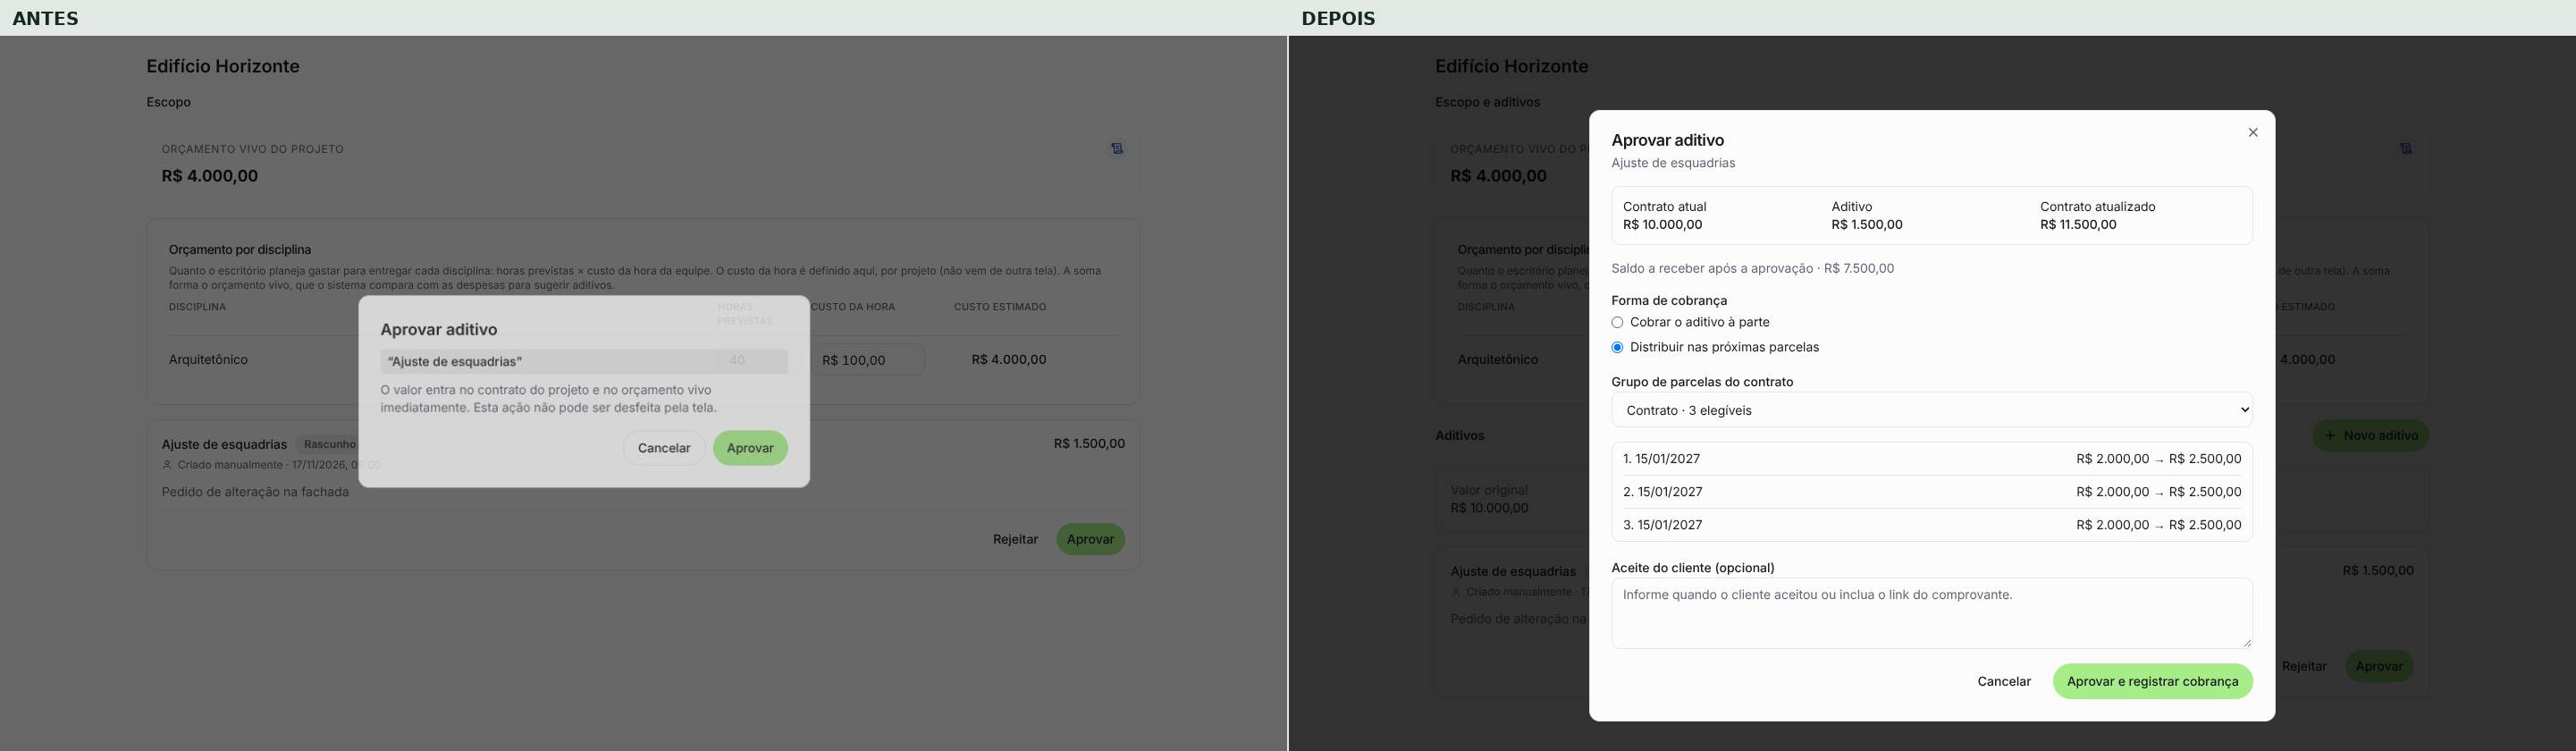 ANTES
Edifício Horizonte
Escopo
ORÇAMENTO VIVO DO PROJETO
R$ 4.000,00
Orçamento por disciplina
Quanto o escritório planeja gastar para entregar cada disciplina: horas previstas × custo da hora da equipe. O custo da hora é definido aqui, por projeto (não vem de outra tela). A soma
forma o orçamento vivo, que o sistema compara com as despesas para sugerir aditivos.
DISCIPLINA
HORAS
PREVISTAS
CUSTO DA HORA
CUSTO ESTIMADO
Arquitetônico
40
R$ 100,00
R$ 4.000,00
Aprovar aditivo
“Ajuste de esquadrias”
O valor entra no contrato do projeto e no orçamento vivo
imediatamente. Esta ação não pode ser desfeita pela tela.
Cancelar
Aprovar
Ajuste de esquadrias
Rascunho
R$ 1.500,00
Criado manualmente · 17/11/2026, 09:00
Pedido de alteração na fachada
Rejeitar
Aprovar
DEPOIS
Edifício Horizonte
Escopo e aditivos
ORÇAMENTO VIVO DO
R$ 4.000,00
Orçamento por
Quanto o escritório
de outra tela). A soma
forma o orçamento vivo,
DISCIPLINA
ESTIMADO
Arquitetônico
4.000,00
Aditivos
Novo aditivo
Valor original
R$ 10.000,00
Ajuste de esquadrias
R$ 1.500,00
Criado manualmente ·
Pedido de alteração na
Rejeitar
Aprovar
Aprovar aditivo
Ajuste de esquadrias
Contrato atual
R$ 10.000,00
Aditivo
R$ 1.500,00
Contrato atualizado
R$ 11.500,00
Saldo a receber após a aprovação · R$ 7.500,00
Forma de cobrança
Cobrar o aditivo à parte
Distribuir nas próximas parcelas
Grupo de parcelas do contrato
Contrato · 3 elegíveis
1. 15/01/2027 R$ 2.000,00 → R$ 2.500,00
2. 15/01/2027 R$ 2.000,00 → R$ 2.500,00
3. 15/01/2027 R$ 2.000,00 → R$ 2.500,00
Aceite do cliente (opcional)
Informe quando o cliente aceitou ou inclua o link do comprovante.
Cancelar
Aprovar e registrar cobrança